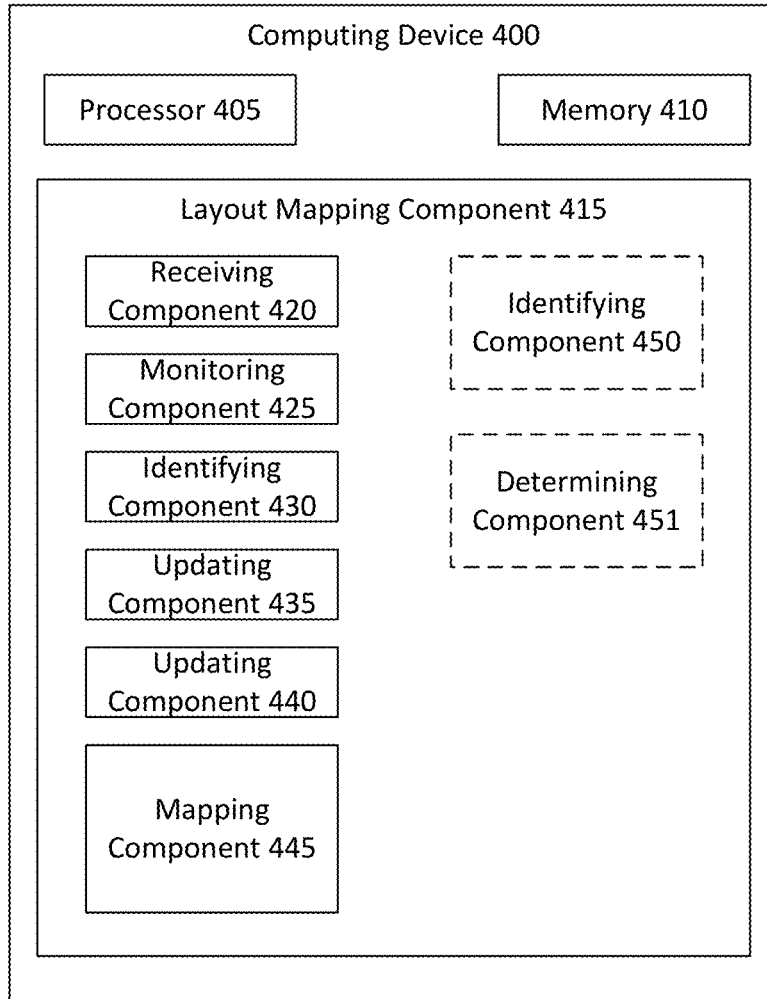 Computing Device 400
Processor 405
Memory 410
Layout Mapping Component 415
Receiving
Component 420
Monitoring
Component 425
Identifying
Component 430
Updating
Component 435
Updating
Component 440
Mapping
Component 445
Identifying
Component 450
Determining
Component 451